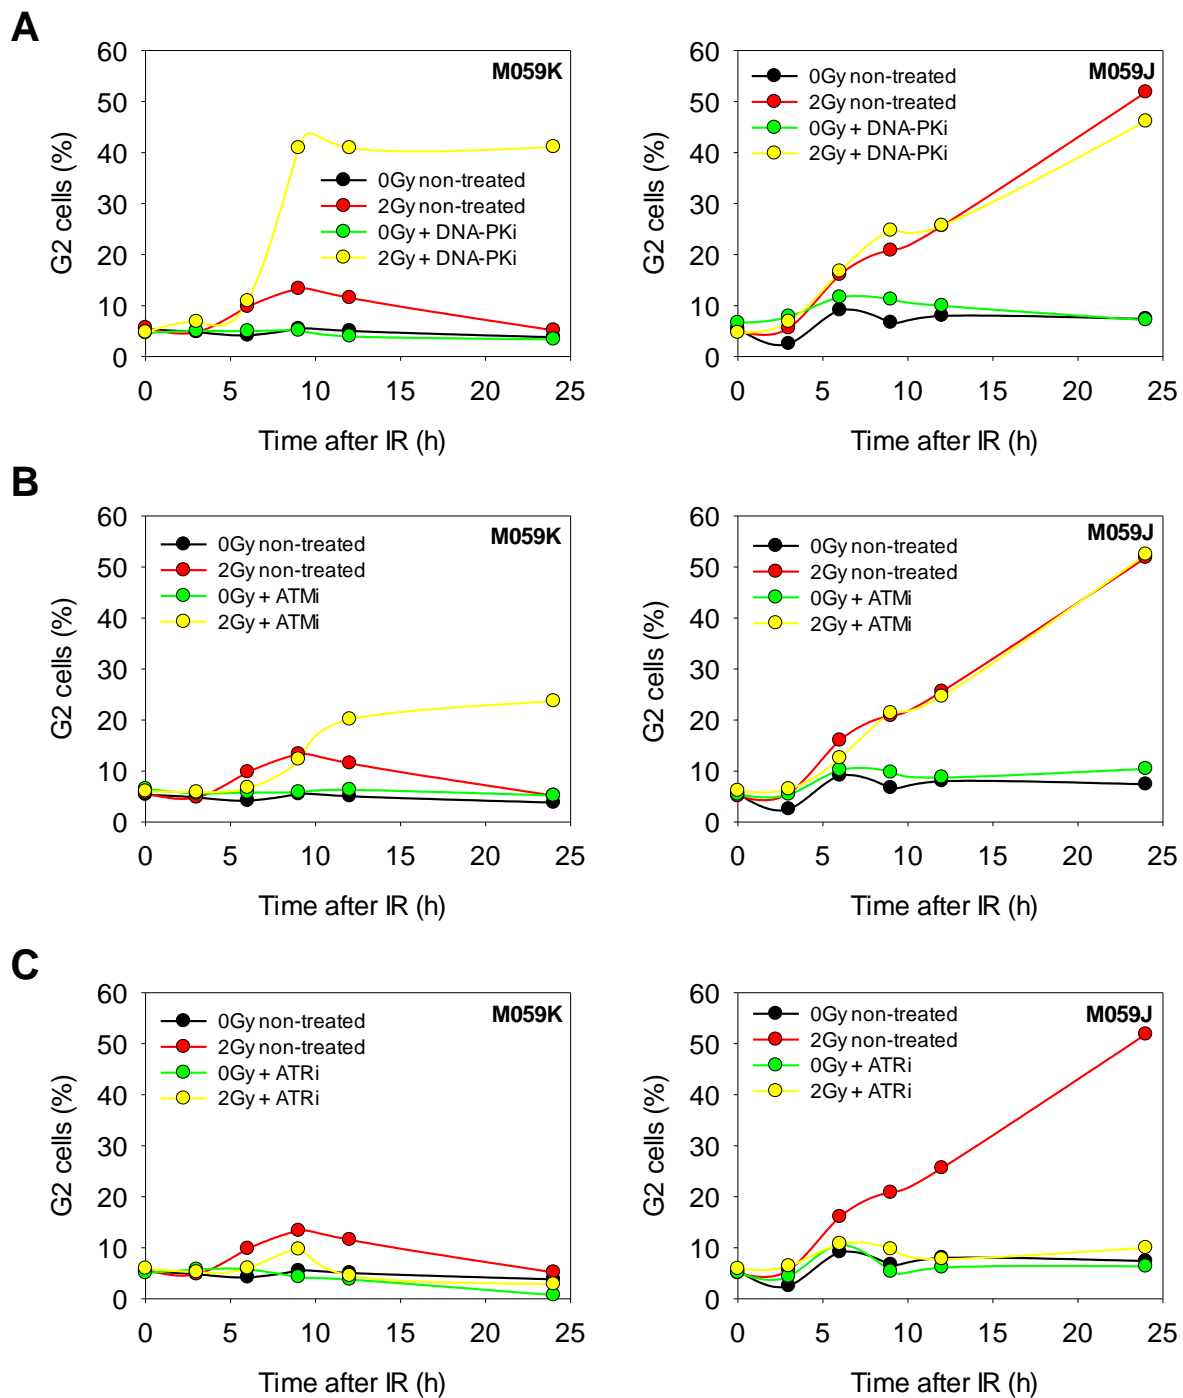 A
M059K
60
50
40
30
20
10
0
G2 cells (%)
0Gy non-treated
2Gy non-treated
0Gy + DNA-PKi
2Gy + DNA-PKi
0 5 10 15 20 25
Time after IR (h)
M059J
60
50
40
30
20
10
0
G2 cells (%)
0Gy non-treated
2Gy non-treated
0Gy + DNA-PKi
2Gy + DNA-PKi
0 5 10 15 20 25
Time after IR (h)
B
M059K
60
50
40
30
20
10
0
G2 cells (%)
0Gy non-treated
2Gy non-treated
0Gy + ATMi
2Gy + ATMi
0 5 10 15 20 25
Time after IR (h)
M059J
60
50
40
30
20
10
0
G2 cells (%)
0Gy non-treated
2Gy non-treated
0Gy + ATMi
2Gy + ATMi
0 5 10 15 20 25
Time after IR (h)
C
M059K
60
50
40
30
20
10
0
G2 cells (%)
0Gy non-treated
2Gy non-treated
0Gy + ATRi
2Gy + ATRi
0 5 10 15 20 25
Time after IR (h)
M059J
60
50
40
30
20
10
0
G2 cells (%)
0Gy non-treated
2Gy non-treated
0Gy + ATRi
2Gy + ATRi
0 5 10 15 20 25
Time after IR (h)